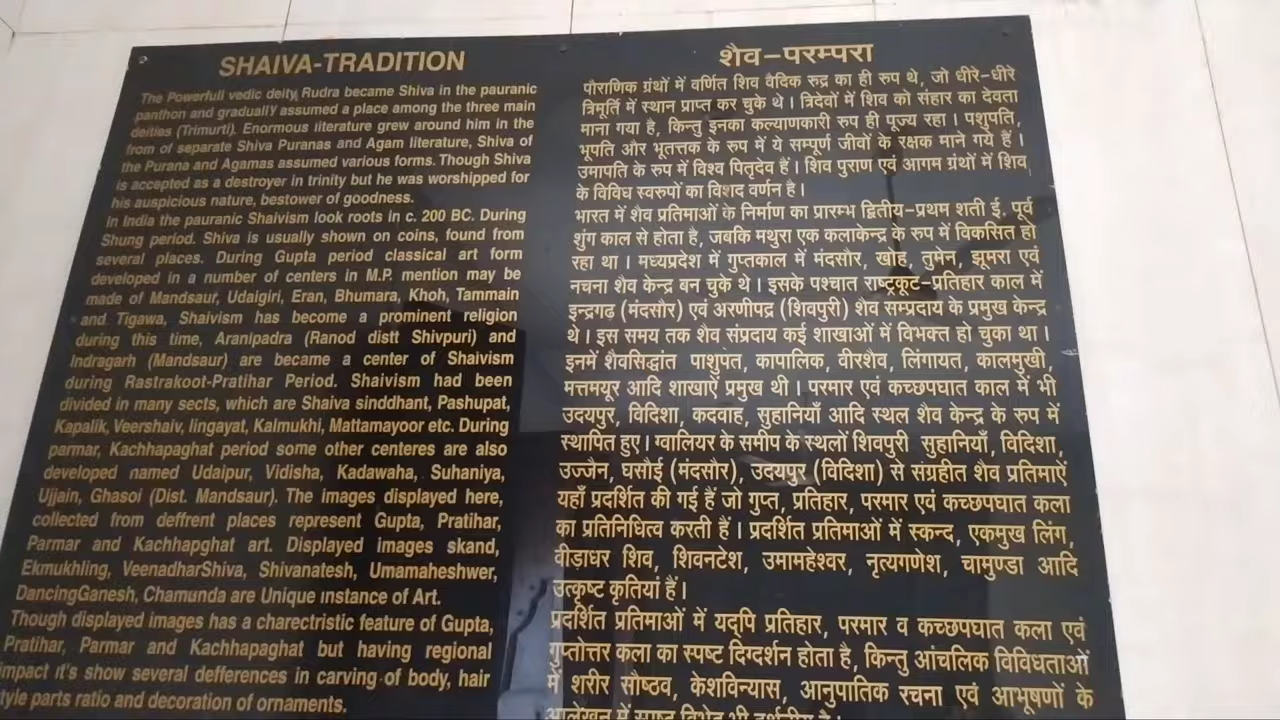 SHAIVA-TRADITION
The Powerfull vedic deity, Rudra became Shiva in the pauranic
panthon and gradually assumed a place among the three main
deities (Trimurti). Enormous literature grew around him in the
from of separate Shiva Puranas and Agam literature, Shiva of
the Purana and Agamas assumed various forms. Though Shiva
is accepted as a destroyer in trinity but he was worshipped for
his auspicious nature, bestower of goodness.
In India the pauranic Shaivism look roots in c. 200 BC. During
Shung period. Shiva is usually shown on coins, found from
several places. During Gupta period classical art form
developed in a number of centers in M.P. mention may be
made of Mandsaur, Udaigiri, Eran, Bhumara, Khoh, Tammain
and Tigawa, Shaivism has become a prominent religion
during this time, Aranipadra (Ranod distt Shivpuri) and
Indragarh (Mandsaur) are became a center of Shaivism
during Rastrakoot-Pratihar Period. Shaivism had been
divided in many sects, which are Shaiva sinddhant, Pashupat,
Kapalik, Veershaiv, lingayat, Kalmukhi, Mattamayoor etc. During
parmar, Kachhapaghat period some other centeres are also
developed named Udaipur, Vidisha, Kadawaha, Suhaniya,
Ujjain, Ghasoi (Dist. Mandsaur). The images displayed here,
collected from deffrent places represent Gupta, Pratihar,
Parmar and Kachhapghat art. Displayed images skand,
Ekmukhling, VeenadharShiva, Shivanatesh, Umamaheshwer,
DancingGanesh, Chamunda are Unique instance of Art.
Though displayed images has a charectristic feature of Gupta,
Pratihar, Parmar and Kachhapaghat but having regional
impact it's show several defferences in carving of body, hair
style parts ratio and decoration of ornaments.
शैव-परम्परा
पौराणिक ग्रंथों में वर्णित शिव वैदिक रुद्र का ही रुप थे, जो धीरे-धीरे
त्रिमूर्ति में स्थान प्राप्त कर चुके थे। त्रिदेवों में शिव को संहार का देवता
माना गया है, किन्तु इनका कल्याणकारी रुप ही पूज्य रहा। पशुपति,
भूपति और भूतत्तक के रुप में ये सम्पूर्ण जीवों के रक्षक माने गये हैं।
उमापति के रुप में विश्व पितृदेव हैं। शिव पुराण एवं आगम ग्रंथों में शिव
के विविध स्वरुपों का विशद वर्णन है।
भारत में शैव प्रतिमाओं के निर्माण का प्रारम्भ द्वितीय-प्रथम शती ई. पूर्व
शुंग काल से होता है, जबकि मथुरा एक कलाकेन्द्र के रुप में विकसित हो
रहा था। मध्यप्रदेश में गुप्तकाल में मंदसौर, खोह, तुमेन, झूमरा एवं
नचना शैव केन्द्र बन चुके थे। इसके पश्चात राष्ट्रकूट-प्रतिहार काल में
इन्द्रगढ़ (मंदसौर) एवं अरणीपद्र (शिवपुरी) शैव सम्प्रदाय के प्रमुख केन्द्र
थे। इस समय तक शैव संप्रदाय कई शाखाओं में विभक्त हो चुका था।
इनमें शैवसिद्धांत पाशुपत, कापालिक, वीरशैव, लिंगायत, कालमुखी,
मत्तमयूर आदि शाखाऐं प्रमुख थी। परमार एवं कच्छपघात काल में भी
उदयपुर, विदिशा, कदवाह, सुहानियाँ आदि स्थल शैव केन्द्र के रुप में
स्थापित हुए। ग्वालियर के समीप के स्थलों शिवपुरी सुहानियाँ, विदिशा,
उज्जैन, घसौई (मंदसौर), उदयपुर (विदिशा) से संग्रहित शैव प्रतिमाऐं
यहाँ प्रदर्शित की गई हैं जो गुप्त, प्रतिहार, परमार एवं कच्छपघात कला
का प्रतिनिधित्व करती हैं। प्रदर्शित प्रतिमाओं में स्कन्द, एकमुख लिंग,
वीड़ाधर शिव, शिवनटेश, उमामहेश्वर, नृत्यगणेश, चामुण्डा आदि
उत्कृष्ट कृतियां हैं।
प्रदर्शित प्रतिमाओं में यद्पि प्रतिहार, परमार व कच्छपघात कला एवं
गुप्तोत्तर कला का स्पष्ट दिग्दर्शन होता है, किन्तु आंचलिक विविधताओं
में शरीर सौष्ठव, केशविन्यास, आनुपातिक रचना एवं आभूषणों के
आलेखन में स्पष्ट विभेद भी दर्शनीय है।